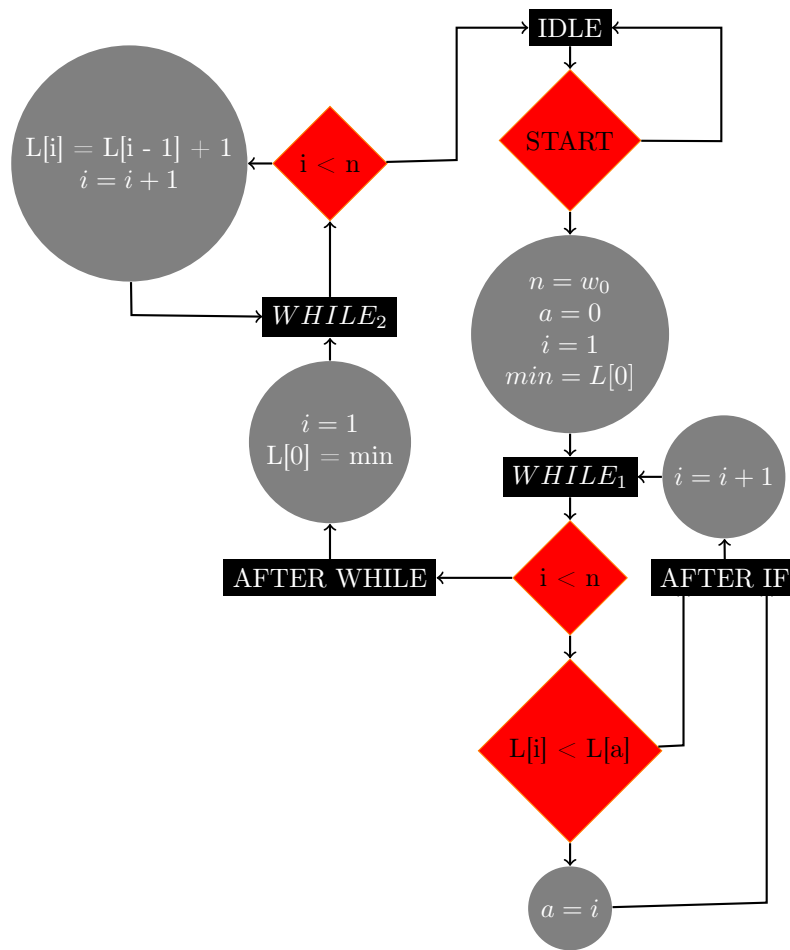 IDLE
START
L[i] = L[i - 1] + 1
i = i + 1
i < n
WHILE₂
n = w₀
a = 0
i = 1
min = L[0]
i = 1
L[0] = min
WHILE₁
i = i + 1
AFTER WHILE
i < n
AFTER IF
L[i] < L[a]
a = i